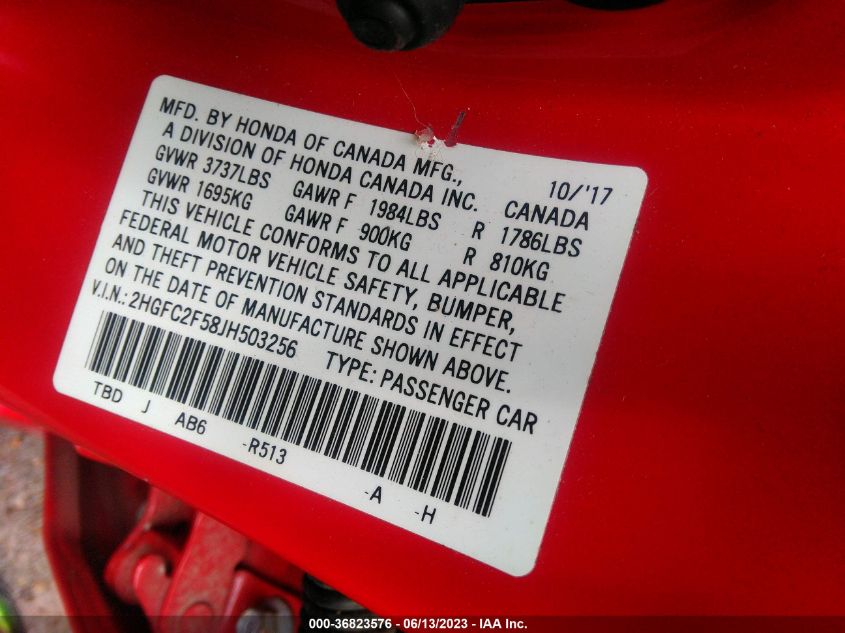 MFD. BY HONDA OF CANADA MFG., 10/'17
A DIVISION OF HONDA CANADA INC. CANADA
GVWR 3737LBS GAWR F 1984LBS R 1786LBS
GVWR 1695KG GAWR F 900KG R 810KG
THIS VEHICLE CONFORMS TO ALL APPLICABLE
FEDERAL MOTOR VEHICLE SAFETY, BUMPER,
AND THEFT PREVENTION STANDARDS IN EFFECT
ON THE DATE OF MANUFACTURE SHOWN ABOVE.
V.I.N.: 2HGFC2F58JH503256 TYPE: PASSENGER CAR
TBD J AB6 -R513 -A -H
000-36823576 / 06/13/2023 - IAA Inc.